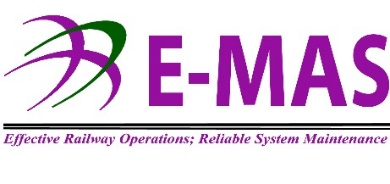 E-MAS
Effective Railway Operations; Reliable System Maintenance